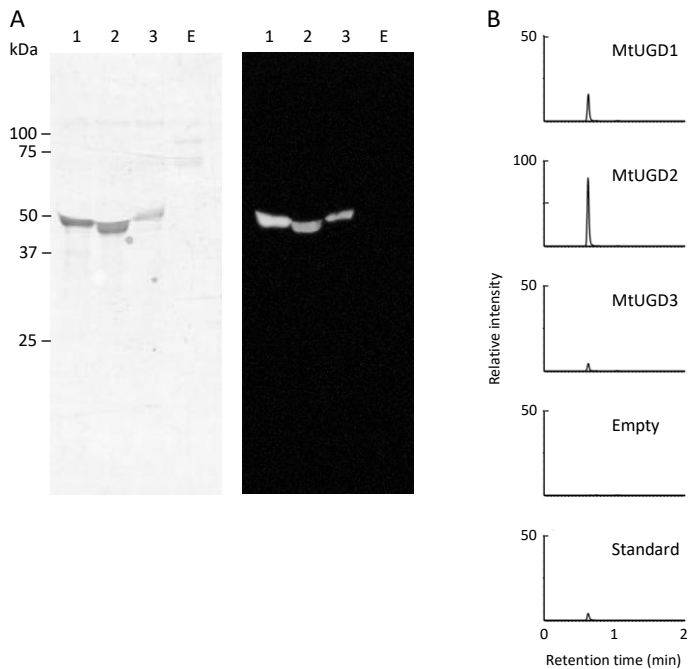 A
kDa
1 2 3 E
1 2 3 E
100
75
50
37
25
B
50
MtUGD1
100
MtUGD2
50
MtUGD3
50
Empty
50
Standard
Relative intensity
0 1 2
Retention time (min)